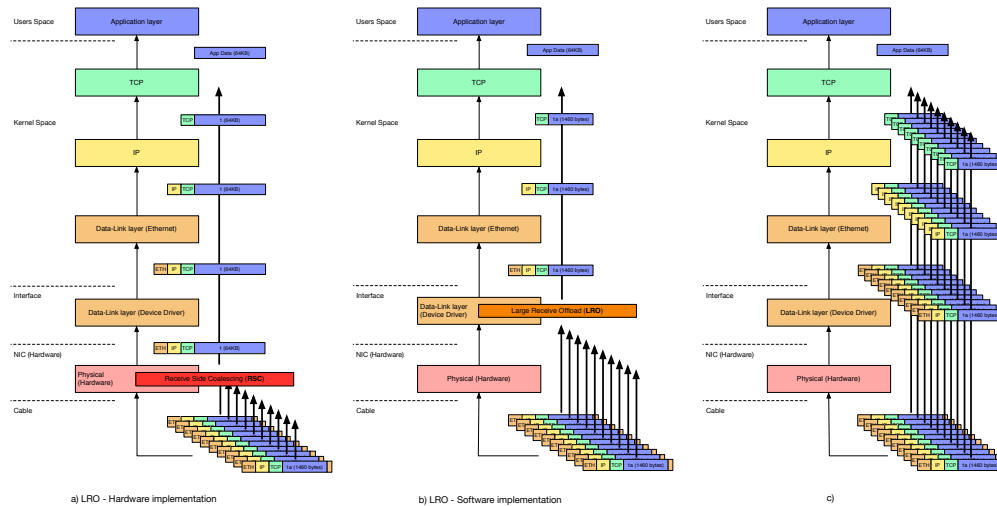 Users Space
Application layer
App Data (64KB)
TCP
Kernel Space
TCP 1 (64KB)
IP
IP TCP 1 (64KB)
Data-Link layer (Ethernet)
ETH IP TCP 1 (64KB)
Interface
Data-Link layer (Device Driver)
NIC (Hardware)
ETH IP TCP 1 (64KB)
Physical
(Hardware)
Receive Side Coalescing (RSC)
Cable
ETH IP TCP 1a (1460 bytes)
a) LRO - Hardware implementation
Users Space
Application layer
App Data (64KB)
TCP
Kernel Space
TCP 1a (1460 bytes)
IP
IP TCP 1a (1460 bytes)
Data-Link layer (Ethernet)
ETH IP TCP 1a (1460 bytes)
Interface
Data-Link layer
(Device Driver)
Large Receive Offload (LRO)
NIC (Hardware)
Physical (Hardware)
Cable
ETH IP TCP 1a (1460 bytes)
b) LRO - Software implementation
Users Space
Application layer
App Data (64KB)
TCP
Kernel Space
TCP 1a (1460 bytes)
IP
IP TCP 1a (1460 bytes)
Data-Link layer (Ethernet)
Interface
Data-Link layer (Device Driver)
ETH IP TCP 1a (1460 bytes)
NIC (Hardware)
Physical (Hardware)
Cable
ETH IP TCP 1a (1460 bytes)
c)